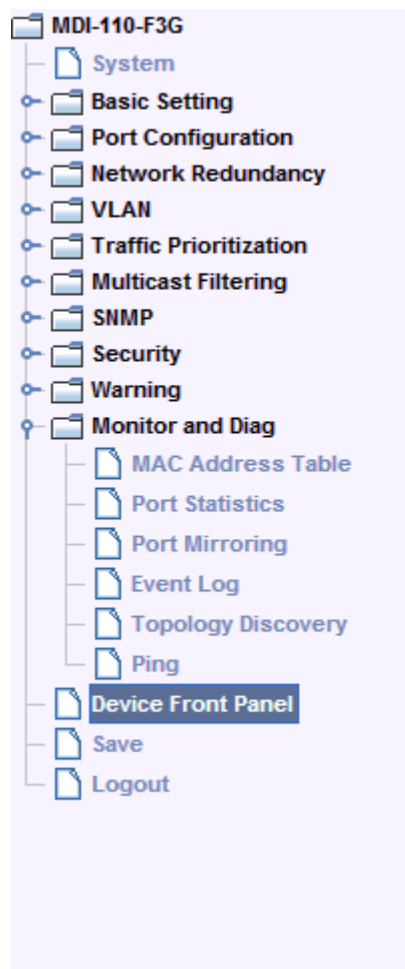 MDI-110-F3G
System
Basic Setting
Port Configuration
Network Redundancy
VLAN
Traffic Prioritization
Multicast Filtering
SNMP
Security
Warning
Monitor and Diag
MAC Address Table
Port Statistics
Port Mirroring
Event Log
Topology Discovery
Ping
Device Front Panel
Save
Logout